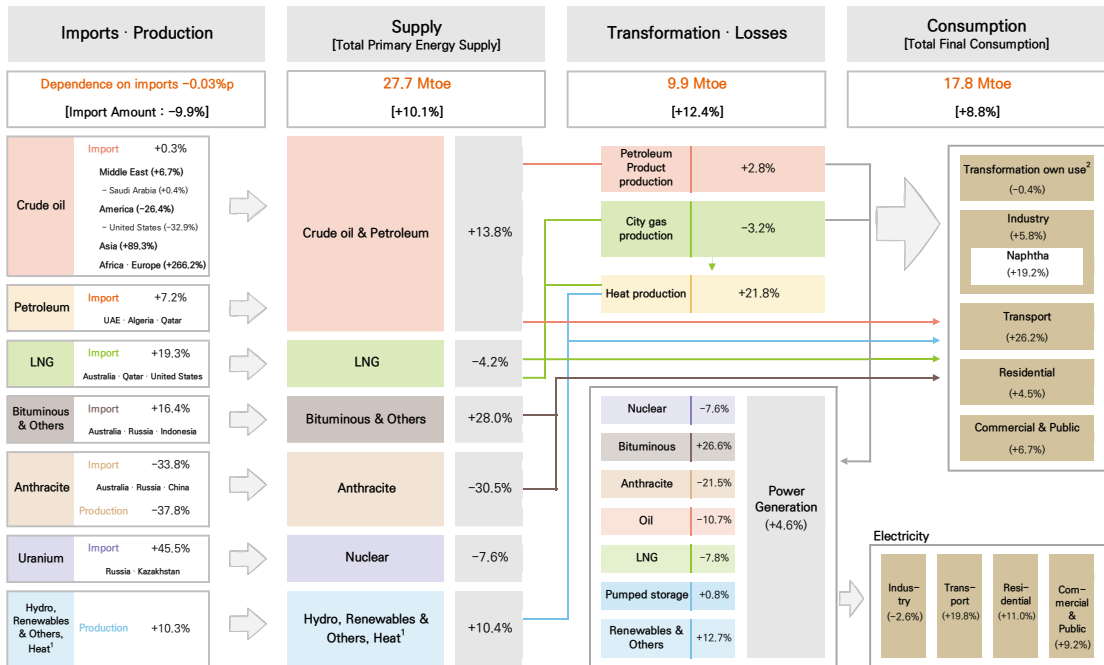 Imports · Production
Supply
[Total Primary Energy Supply]
Transformation · Losses
Consumption
[Total Final Consumption]
Dependence on imports −0.03%p
[Import Amount : −9.9%]
27.7 Mtoe
[+10.1%]
9.9 Mtoe
[+12.4%]
17.8 Mtoe
[+8.8%]
Crude oil
Import +0.3%
Middle East (+6.7%)
− Saudi Arabia (+0.4%)
America (−26.4%)
− United States (−32.9%)
Asia (+89.3%)
Africa · Europe (+266.2%)
Petroleum
Import +7.2%
UAE · Algeria · Qatar
LNG
Import +19.3%
Australia · Qatar · United States
Bituminous
& Others
Import +16.4%
Australia · Russia · Indonesia
Anthracite
Import −33.8%
Australia · Russia · China
Production −37.8%
Uranium
Import +45.5%
Russia · Kazakhstan
Hydro,
Renewables
& Others,
Heat1
Production +10.3%
Crude oil & Petroleum +13.8%
LNG −4.2%
Bituminous & Others +28.0%
Anthracite −30.5%
Nuclear −7.6%
Hydro, Renewables &
Others, Heat1
+10.4%
Petroleum
Product
production
+2.8%
City gas
production
−3.2%
Heat production +21.8%
Nuclear −7.6%
Bituminous +26.6%
Anthracite −21.5%
Oil −10.7%
LNG −7.8%
Pumped storage +0.8%
Renewables &
Others
+12.7%
Power
Generation
(+4.6%)
Transformation own use2
(−0.4%)
Industry
(+5.8%)
Naphtha
(+19.2%)
Transport
(+26.2%)
Residential
(+4.5%)
Commercial & Public
(+6.7%)
Electricity
Indus−
try
(−2.6%)
Trans−
port
(+19.8%)
Resi−
dential
(+11.0%)
Com−
mercial
&
Public
(+9.2%)